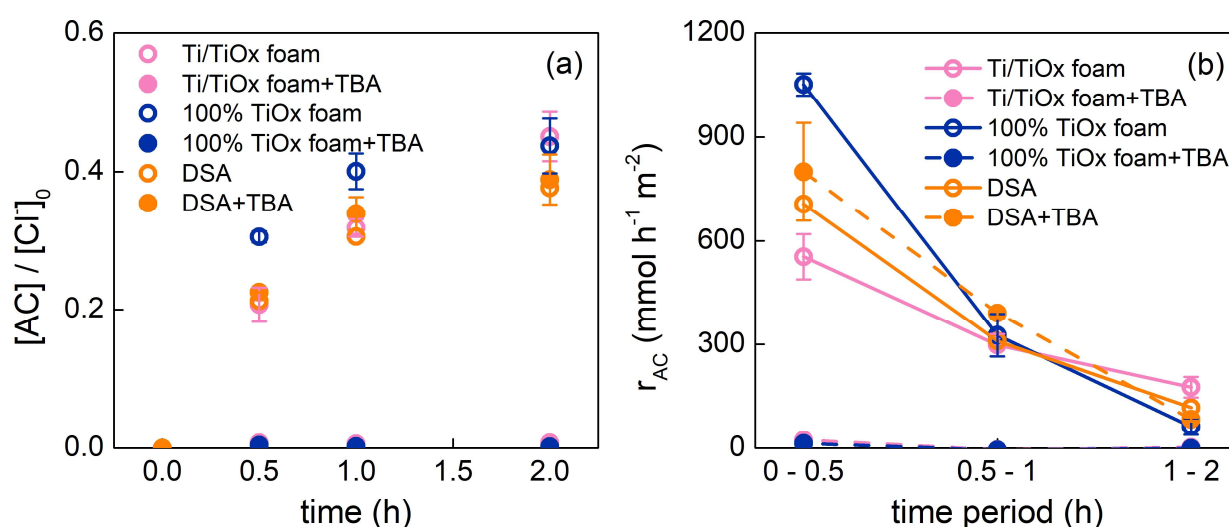 (a)
Ti/TiOx foam
Ti/TiOx foam+TBA
100% TiOx foam
100% TiOx foam+TBA
DSA
DSA+TBA
[AC] / [Cl⁻]₀
0.6
0.4
0.2
0.0
0.0 0.5 1.0 1.5 2.0
time (h)
(b)
Ti/TiOx foam
Ti/TiOx foam+TBA
100% TiOx foam
100% TiOx foam+TBA
DSA
DSA+TBA
r_AC (mmol h⁻¹ m⁻²)
1200
900
600
300
0
0 - 0.5 0.5 - 1 1 - 2
time period (h)